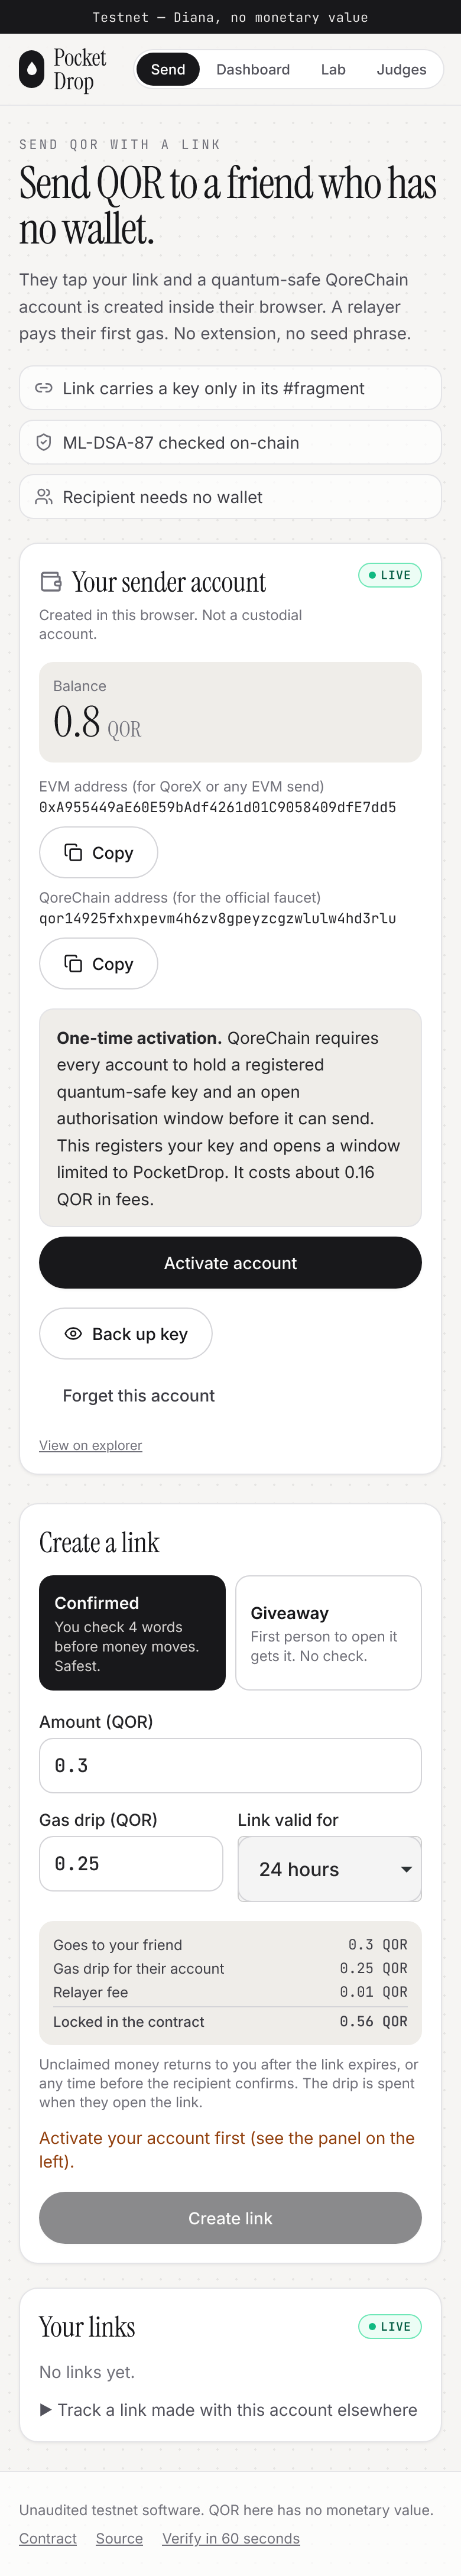 Testnet — Diana, no monetary value
Pocket
Drop
Send
Dashboard
Lab
Judges
SEND QOR WITH A LINK
Send QOR to a friend who has
no wallet.
They tap your link and a quantum-safe QoreChain
account is created inside their browser. A relayer
pays their first gas. No extension, no seed phrase.
Link carries a key only in its #fragment
ML-DSA-87 checked on-chain
Recipient needs no wallet
Your sender account
LIVE
Created in this browser. Not a custodial
account.
Balance
0.8 QOR
EVM address (for QoreX or any EVM send)
0xA955449aE60E59bAdf4261d01C9058409dfE7dd5
Copy
QoreChain address (for the official faucet)
qor14925fxhxpevm4h6zv8gpeyzcgzwlulw4hd3rlu
Copy
One-time activation. QoreChain requires
every account to hold a registered
quantum-safe key and an open
authorisation window before it can send.
This registers your key and opens a window
limited to PocketDrop. It costs about 0.16
QOR in fees.
Activate account
Back up key
Forget this account
View on explorer
Create a link
Confirmed
You check 4 words
before money moves.
Safest.
Giveaway
First person to open it
gets it. No check.
Amount (QOR)
0.3
Gas drip (QOR)
Link valid for
0.25
24 hours
Goes to your friend 0.3 QOR
Gas drip for their account 0.25 QOR
Relayer fee 0.01 QOR
Locked in the contract 0.56 QOR
Unclaimed money returns to you after the link expires, or
any time before the recipient confirms. The drip is spent
when they open the link.
Activate your account first (see the panel on the
left).
Create link
Your links
LIVE
No links yet.
▶ Track a link made with this account elsewhere
Unaudited testnet software. QOR here has no monetary value.
Contract Source Verify in 60 seconds